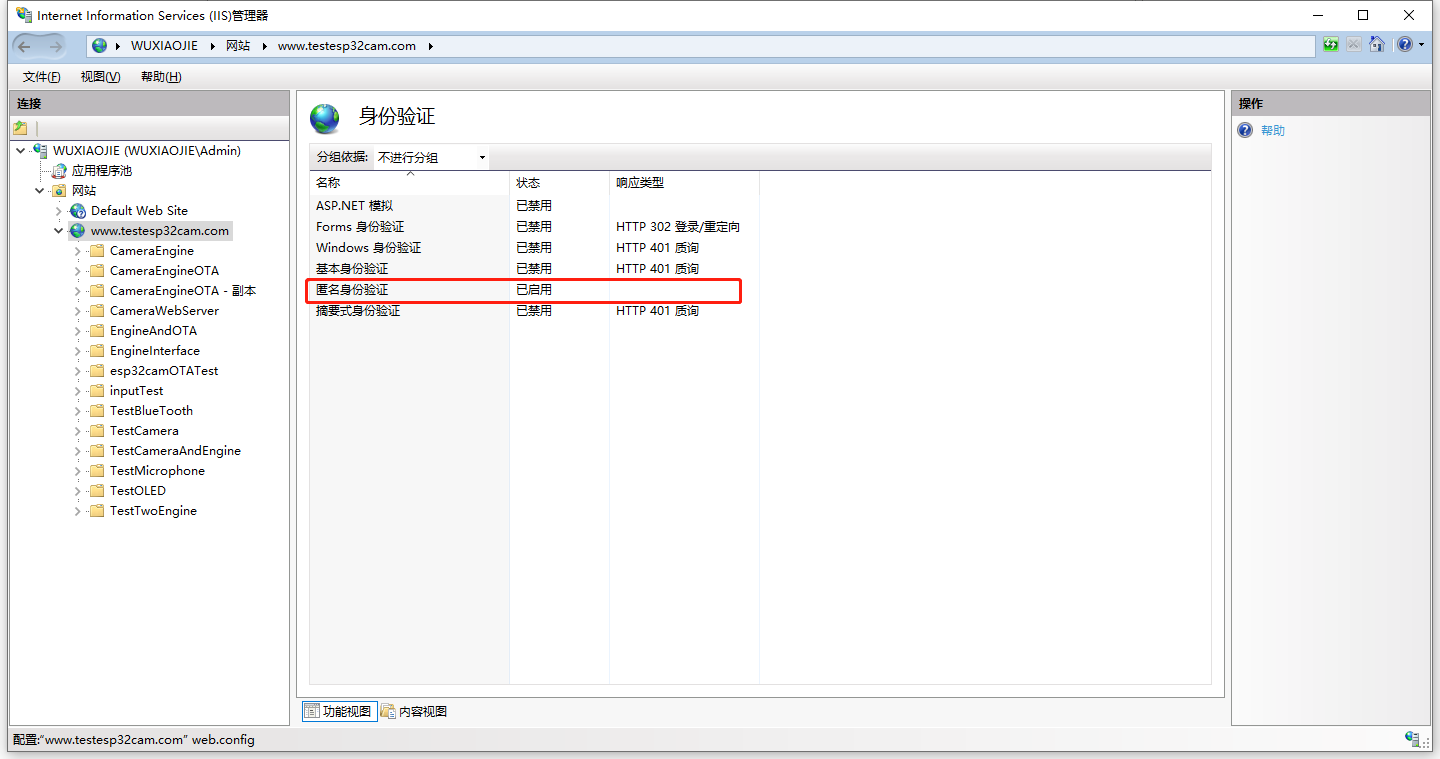 Internet Information Services (IIS)管理器
WUXIAOJIE 网站 www.testesp32cam.com
文件(F) 视图(V) 帮助(H)
连接
WUXIAOJIE (WUXIAOJIE\Admin)
应用程序池
网站
Default Web Site
www.testesp32cam.com
CameraEngine
CameraEngineOTA
CameraEngineOTA - 副本
CameraWebServer
EngineAndOTA
EngineInterface
esp32camOTATest
inputTest
TestBlueTooth
TestCamera
TestCameraAndEngine
TestMicrophone
TestOLED
TestTwoEngine
身份验证
分组依据: 不进行分组
名称 状态 响应类型
ASP.NET 模拟 已禁用
Forms 身份验证 已禁用 HTTP 302 登录/重定向
Windows 身份验证 已禁用 HTTP 401 质询
基本身份验证 已禁用 HTTP 401 质询
匿名身份验证 已启用
摘要式身份验证 已禁用 HTTP 401 质询
功能视图 内容视图
操作
帮助
配置:“www.testesp32cam.com” web.config